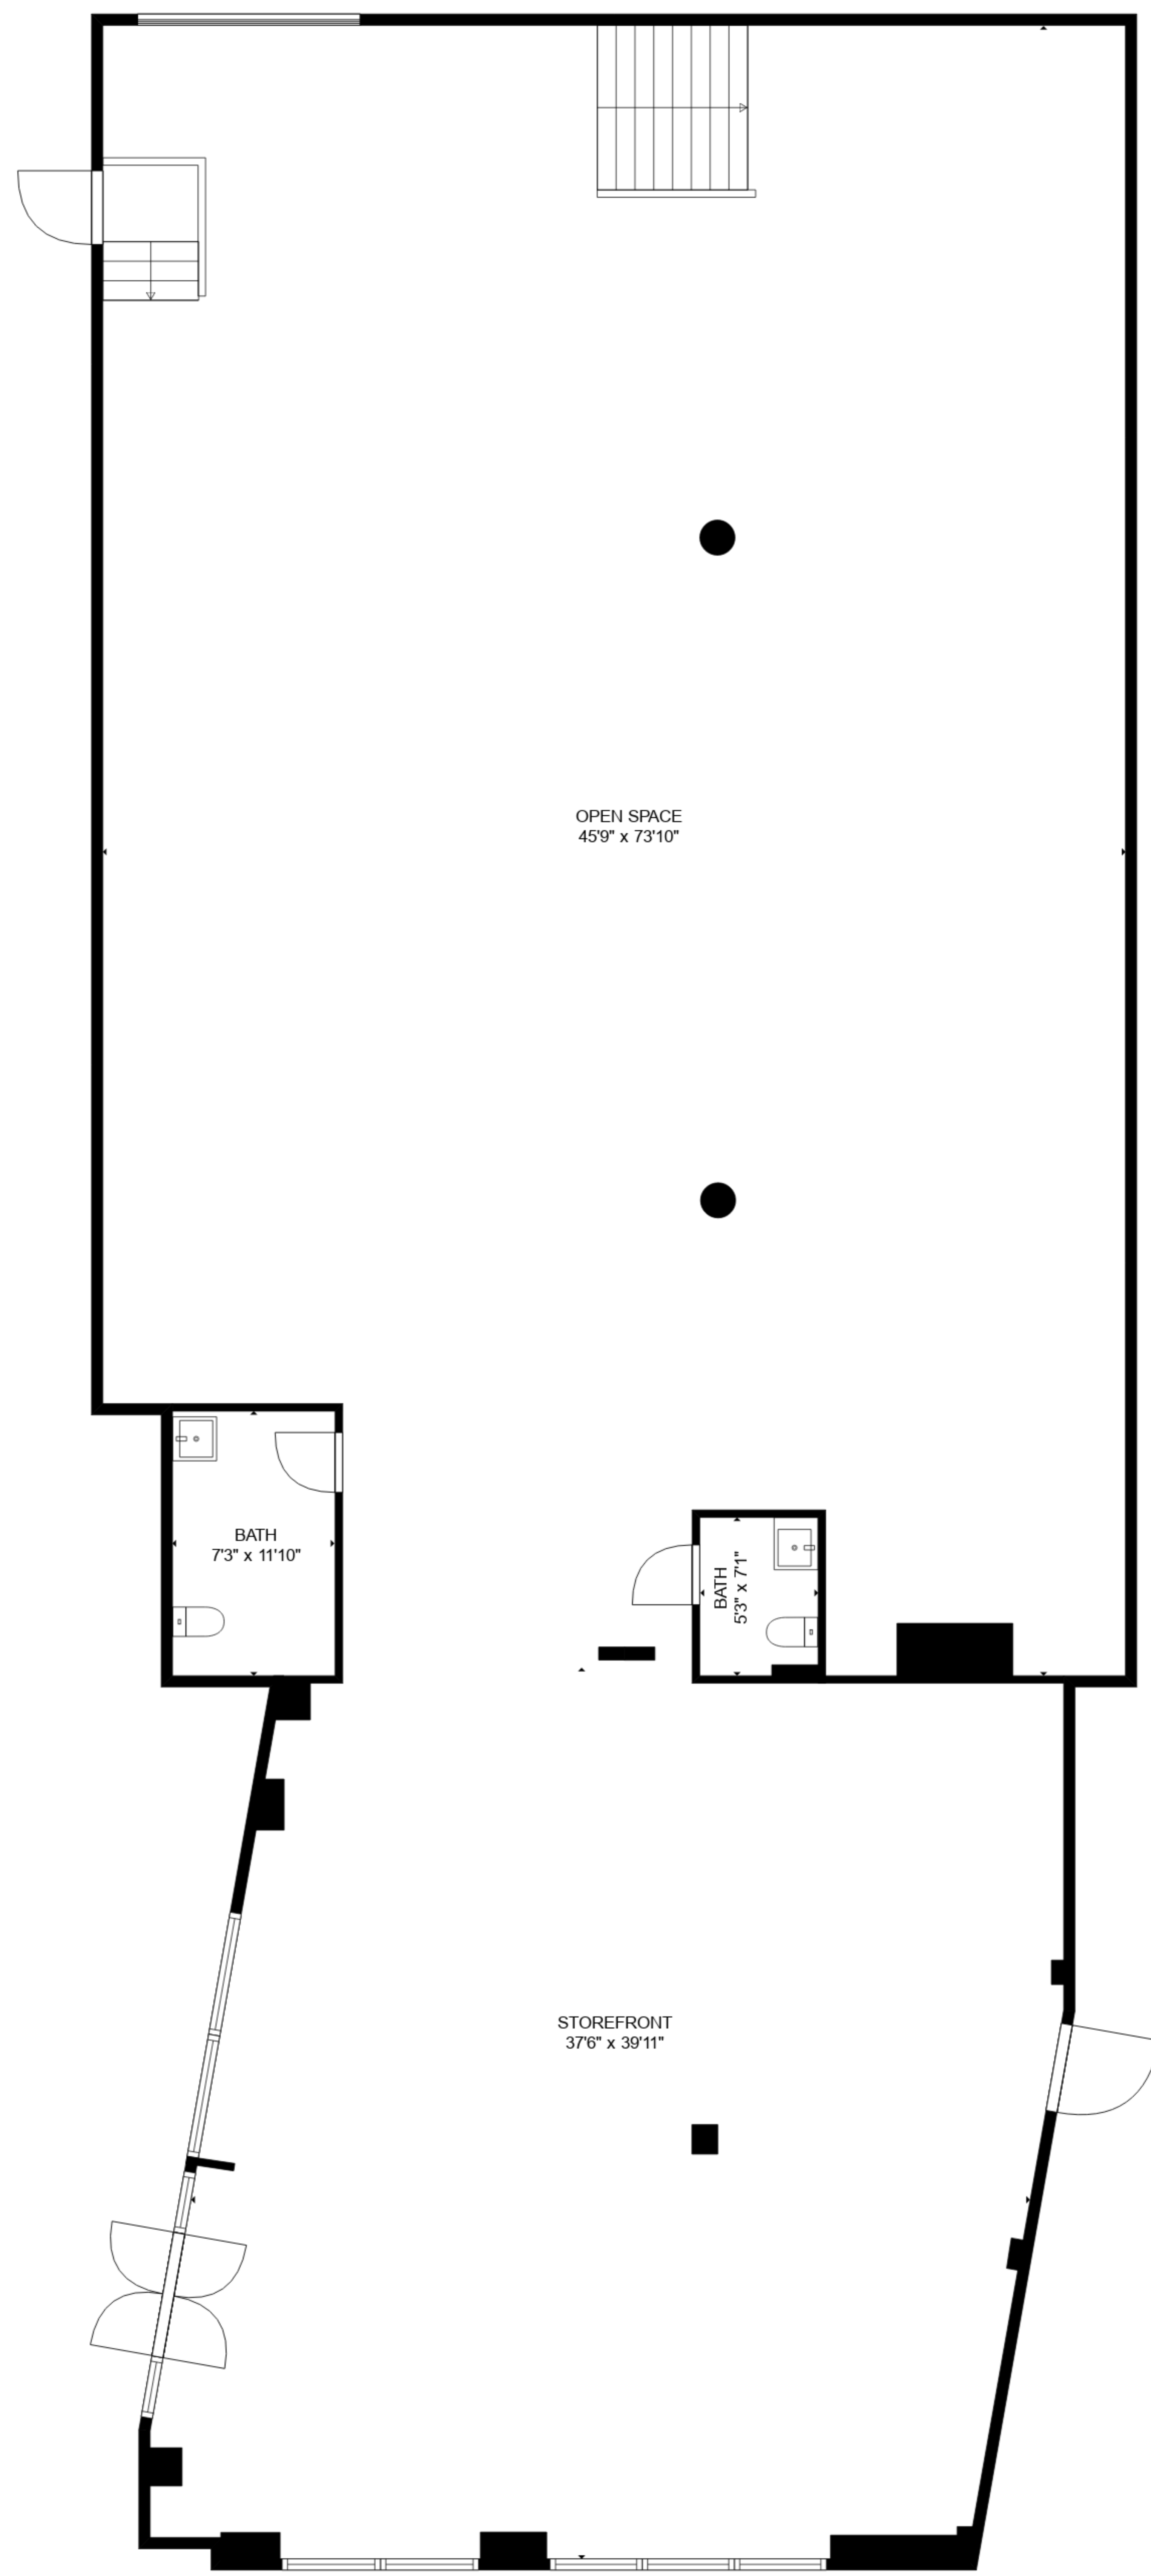 OPEN SPACE
45'9" x 73'10"
BATH
7'3" x 11'10"
BATH
5'3" x 7'1"
STOREFRONT
37'6" x 39'11"